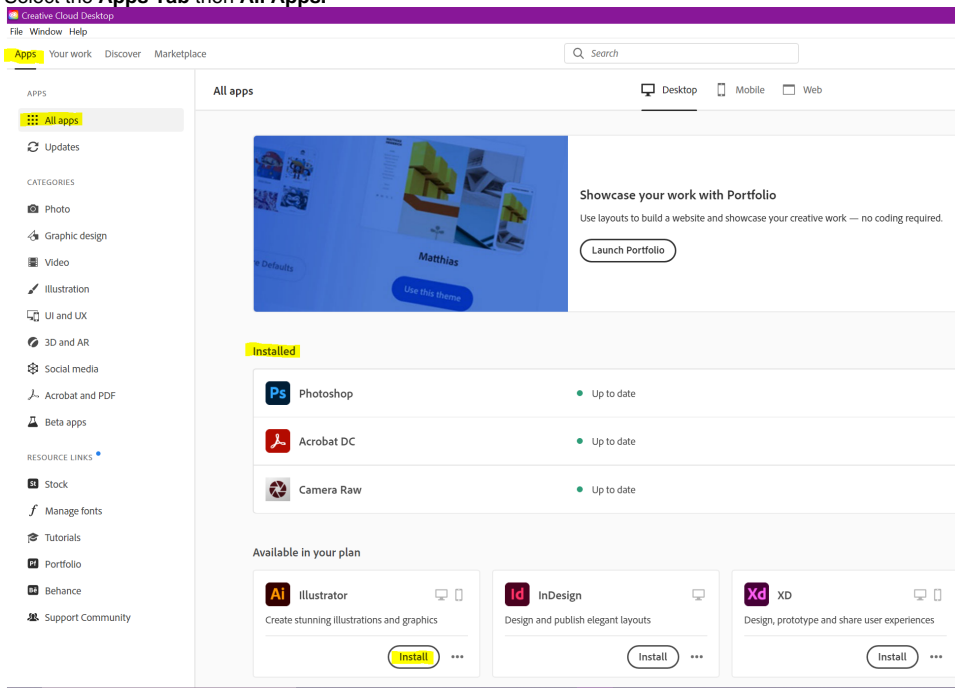 Select the Apps Tab then All Apps.
Creative Cloud Desktop
File Window Help
Apps Your work Discover Marketplace
Search
APPS
All apps
Updates
CATEGORIES
Photo
Graphic design
Video
Illustration
UI and UX
3D and AR
Social media
Acrobat and PDF
Beta apps
RESOURCE LINKS
St Stock
Manage fonts
Tutorials
Pf Portfolio
Bē Behance
Support Community
All apps
Desktop Mobile Web
Matthias
Use this theme
Showcase your work with Portfolio
Use layouts to build a website and showcase your creative work — no coding required.
Launch Portfolio
Installed
Ps Photoshop Up to date
Acrobat DC Up to date
Camera Raw Up to date
Available in your plan
Ai Illustrator
Create stunning illustrations and graphics
Install
Id InDesign
Design and publish elegant layouts
Install
Xd XD
Design, prototype and share user experiences
Install